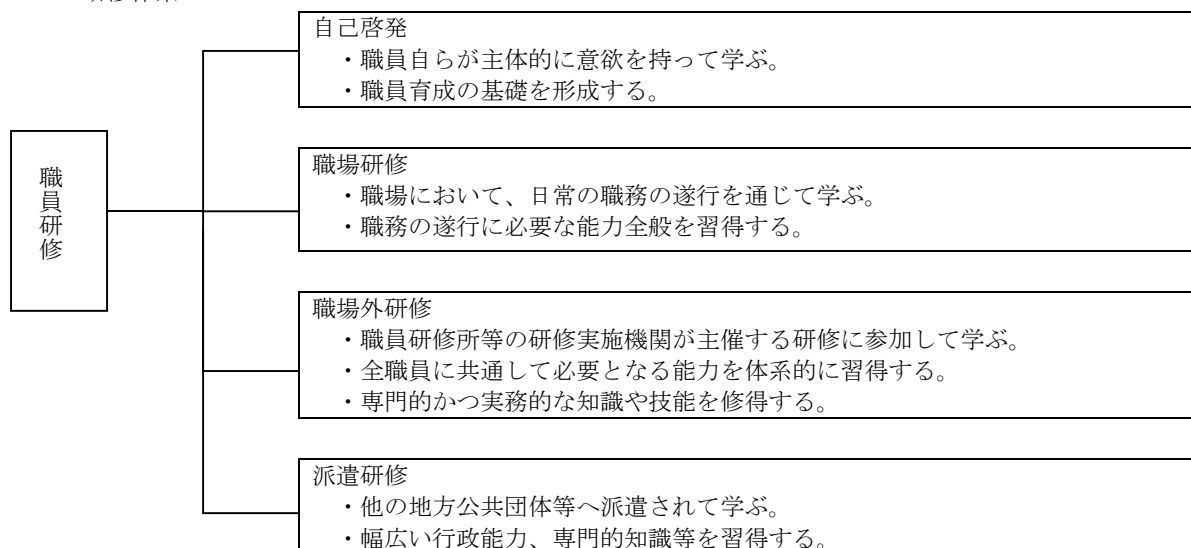 自己啓発
・職員自らが主体的に意欲を持って学ぶ。
・職員育成の基礎を形成する。
職員研修
職場研修
・職場において、日常の職務の遂行を通じて学ぶ。
・職務の遂行に必要な能力全般を習得する。
職場外研修
・職員研修所等の研修実施機関が主催する研修に参加して学ぶ。
・全職員に共通して必要となる能力を体系的に習得する。
・専門的かつ実務的な知識や技能を修得する。
派遣研修
・他の地方公共団体等へ派遣されて学ぶ。
・幅広い行政能力、専門的知識等を習得する。